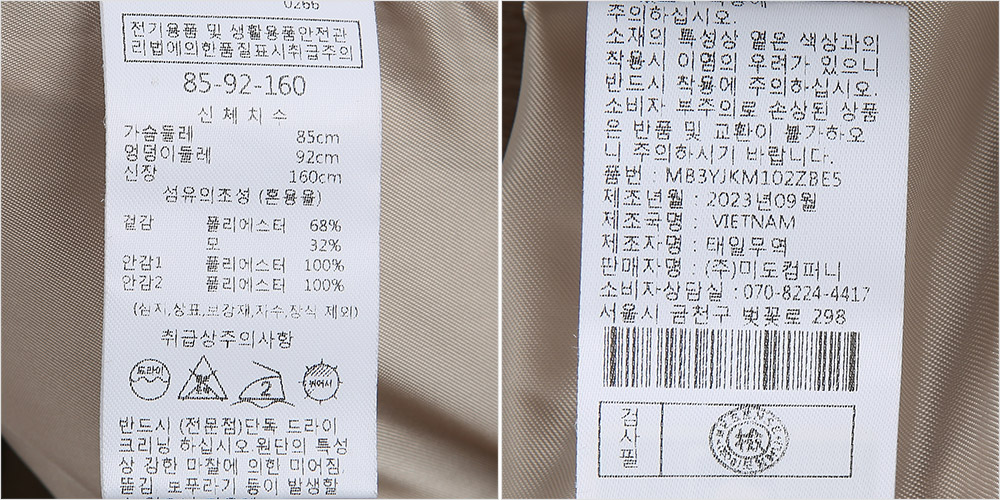 0266
전기용품 및 생활용품안전관
리법에의한품질표시취급주의
85-92-160
신체치스
가슴둘레 85cm
엉덩이둘레 92cm
신장 160cm
섬유의조성 (혼용율)
겉감 폴리에스터 68%
모 32%
안감1 폴리에스터 100%
안감2 폴리에스터 100%
(심지,상표,보강재,자수,장식 제외)
취급상주의사항
드라이
2
반드시 (전문점)단독 드라이
크리닝 하십시오.원단의 특성
상 강한 마찰에 의한 미어짐,
뜯김, 보푸라기 등이 발생할
주의하십시오.
소재의 특성상 옅은 색상과의
착용시 이염의 우려가 있으니
반드시 착용에 주의하십시오.
소비자 부주의로 손상된 상품
은 반품 및 교환이 불가하오
니 주의하시기 바랍니다.
품번 : MB3YJKM102ZBE5
제조년월 : 2023년09월
제조국명 : VIETNAM
제조자명 : 태일무역
판매자명 : (주)미도컴퍼니
소비자상담실 : 070-8224-4417
서울시 금천구 벚꽃로 298
검사필